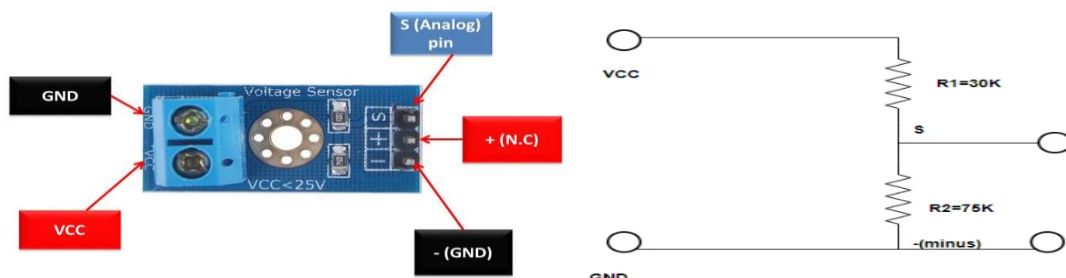 S (Analog)
pin
GND
Voltage Sensor
GND
VCC
S
+
-
+ (N.C)
VCC<25V
VCC
- (GND)
VCC
R1=30K
S
R2=75K
-(minus)
GND